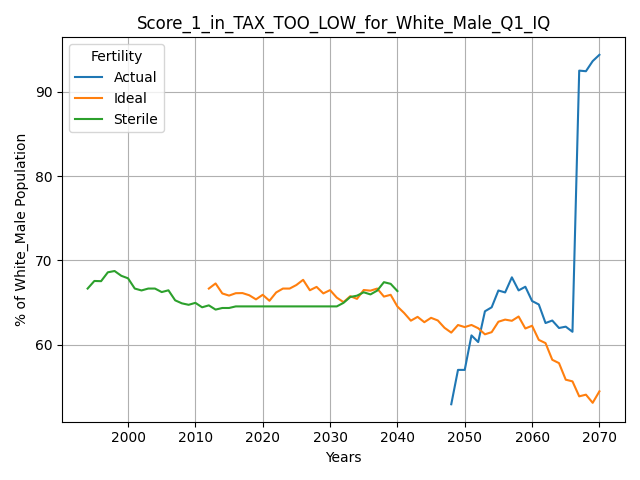 Score_1_in_TAX_TOO_LOW_for_White_Male_Q1_IQ
Fertility
Actual
Ideal
Sterile
% of White_Male Population
90
80
70
60
2000
2010
2020
2030
2040
2050
2060
2070
Years